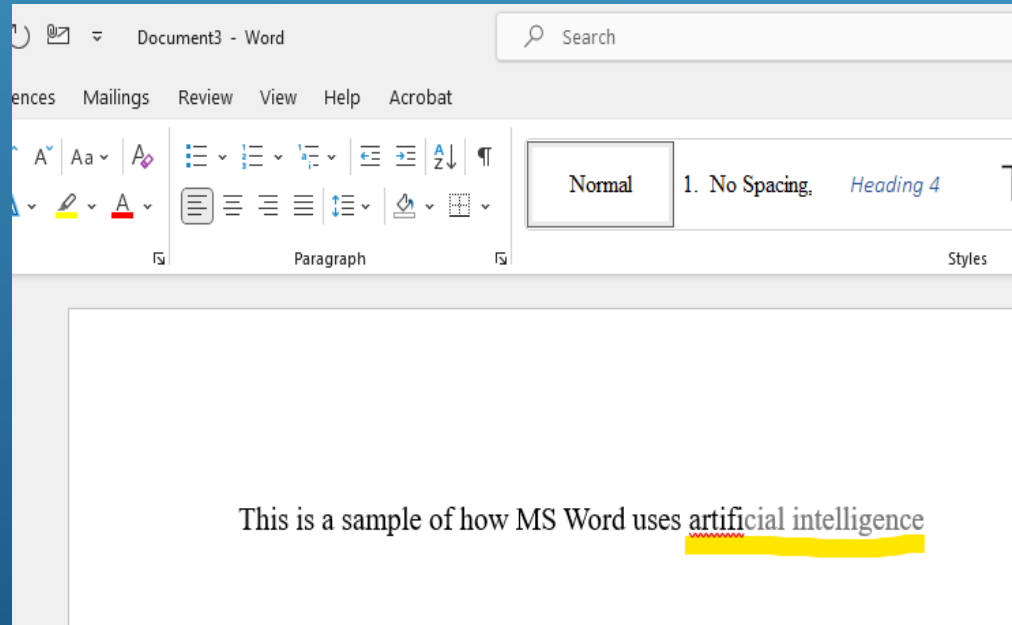 Document3 - Word
Search
ences Mailings Review View Help Acrobat
Aa
Normal
1. No Spacing,
Heading 4
Paragraph
Styles
This is a sample of how MS Word uses artificial intelligence